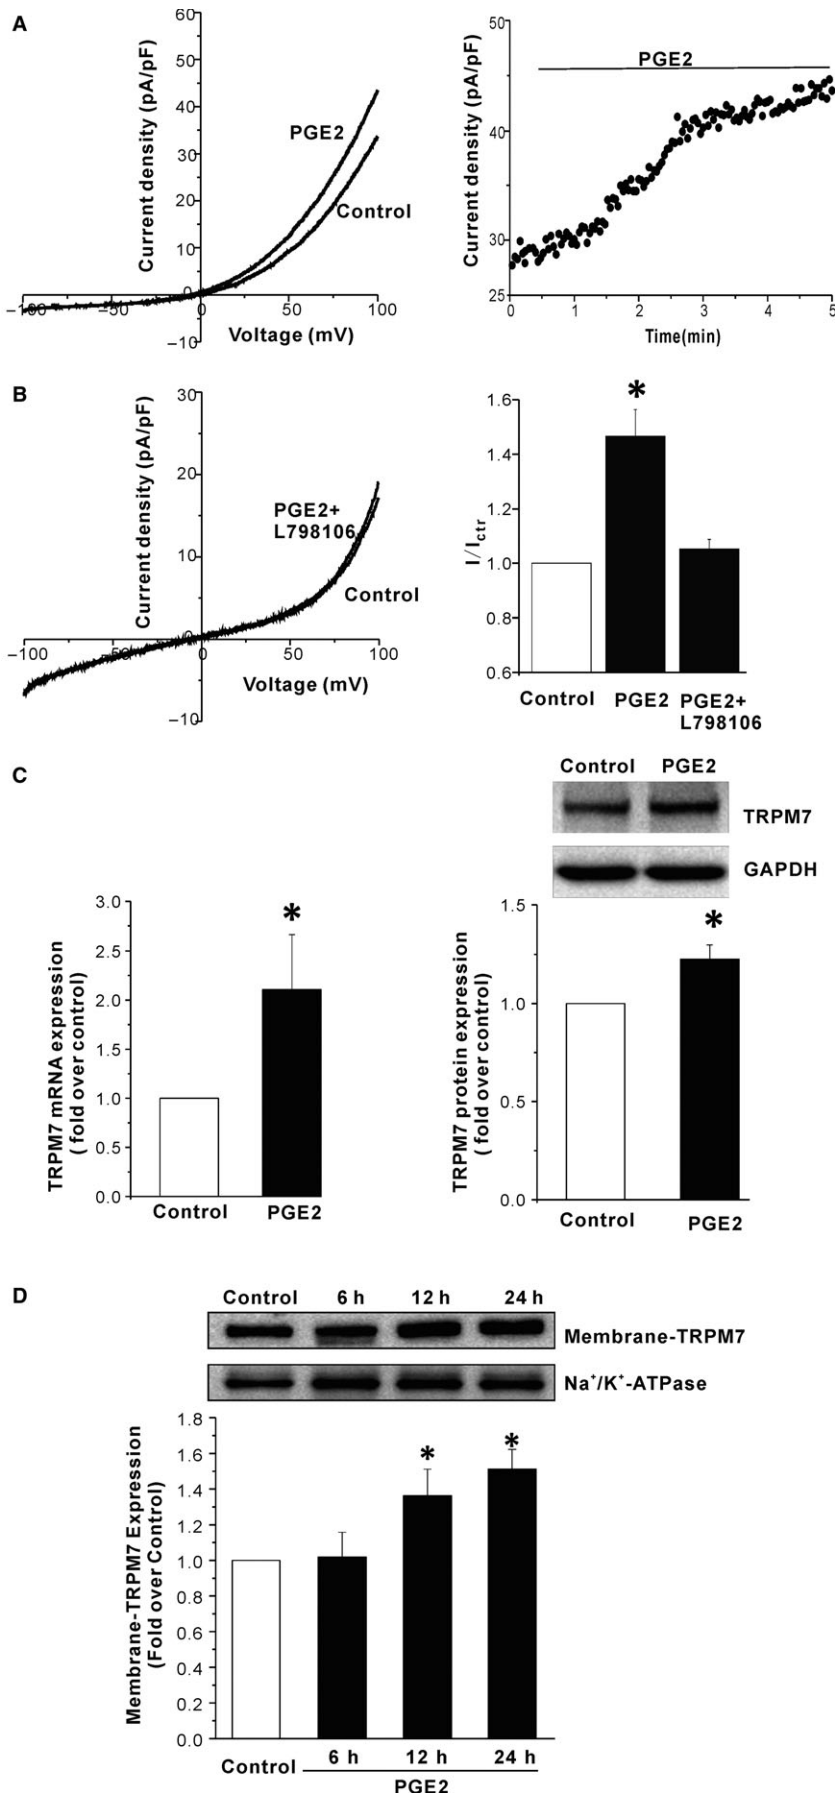 A
Current density (pA/pF)
60
50
40
30
20
10
0
−10
−100
−50
0
50
100
PGE2
Control
Voltage (mV)
Current density (pA/pF)
50
40
30
25
PGE2
0
1
2
3
4
5
Time(min)
B
Current density (pA/pF)
30
20
10
0
−10
PGE2+
L798106
Control
−100
−50
0
50
100
Voltage (mV)
I/Ictr
1.6
1.4
1.2
1.0
0.8
0.6
*
Control
PGE2
PGE2+
L798106
C
TRPM7 mRNA expression
( fold over control)
3.0
2.5
2.0
1.5
1.0
0.5
0.0
*
Control
PGE2
Control PGE2
TRPM7
GAPDH
TRPM7 protein expression
( fold over control)
1.5
1.0
0.5
0.0
*
Control
PGE2
D
Control 6 h 12 h 24 h
Membrane-TRPM7
Na⁺/K⁺-ATPase
Membrane-TRPM7 Expression
(Fold over Control)
1.8
1.6
1.4
1.2
1.0
0.8
0.6
0.4
0.2
0.0
*
*
Control
6 h 12 h 24 h
PGE2